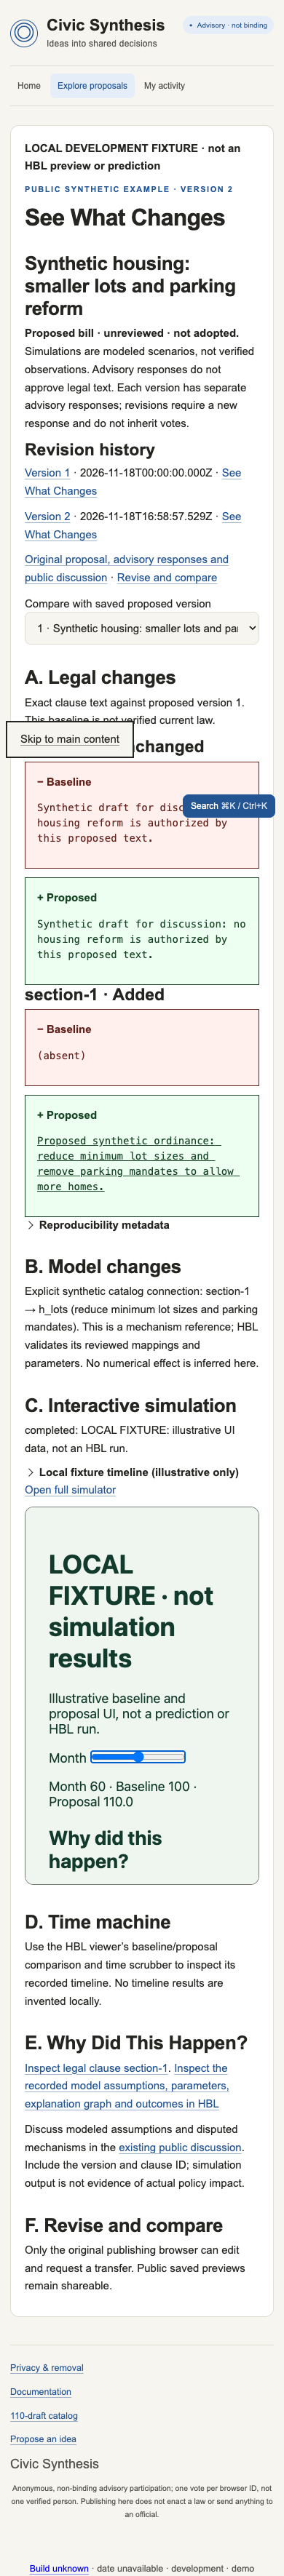 Civic Synthesis
Ideas into shared decisions
• Advisory · not binding
Home
Explore proposals
My activity
LOCAL DEVELOPMENT FIXTURE · not an
HBL preview or prediction
PUBLIC SYNTHETIC EXAMPLE · VERSION 2
See What Changes
Synthetic housing:
smaller lots and parking
reform
Proposed bill · unreviewed · not adopted.
Simulations are modeled scenarios, not verified
observations. Advisory responses do not
approve legal text. Each version has separate
advisory responses; revisions require a new
response and do not inherit votes.
Revision history
Version 1 · 2026-11-18T00:00:00.000Z · See
What Changes
Version 2 · 2026-11-18T16:58:57.529Z · See
What Changes
Original proposal, advisory responses and
public discussion · Revise and compare
Compare with saved proposed version
1 · Synthetic housing: smaller lots and pa
A. Legal changes
Exact clause text against proposed version 1.
This baseline is not verified current law.
Skip to main content
changed
− Baseline
Synthetic draft for
housing reform is authorized by
this proposed text.
Search ⌘K / Ctrl+K
+ Proposed
Synthetic draft for discussion: no
housing reform is authorized by
this proposed text.
section-1 · Added
− Baseline
(absent)
+ Proposed
Proposed synthetic ordinance:
reduce minimum lot sizes and
remove parking mandates to allow
more homes.
Reproducibility metadata
B. Model changes
Explicit synthetic catalog connection: section-1
→ h_lots (reduce minimum lot sizes and parking
mandates). This is a mechanism reference; HBL
validates its reviewed mappings and
parameters. No numerical effect is inferred here.
C. Interactive simulation
completed: LOCAL FIXTURE: illustrative UI
data, not an HBL run.
Local fixture timeline (illustrative only)
Open full simulator
LOCAL
FIXTURE · not
simulation
results
Illustrative baseline and
proposal UI, not a prediction or
HBL run.
Month
Month 60 · Baseline 100 ·
Proposal 110.0
Why did this
happen?
D. Time machine
Use the HBL viewer's baseline/proposal
comparison and time scrubber to inspect its
recorded timeline. No timeline results are
invented locally.
E. Why Did This Happen?
Inspect legal clause section-1. Inspect the
recorded model assumptions, parameters,
explanation graph and outcomes in HBL
Discuss modeled assumptions and disputed
mechanisms in the existing public discussion.
Include the version and clause ID; simulation
output is not evidence of actual policy impact.
F. Revise and compare
Only the original publishing browser can edit
and request a transfer. Public saved previews
remain shareable.
Privacy & removal
Documentation
110-draft catalog
Propose an idea
Civic Synthesis
Anonymous, non-binding advisory participation; one vote per browser ID, not
one verified person. Publishing here does not enact a law or send anything to
an official.
Build unknown · date unavailable · development · demo